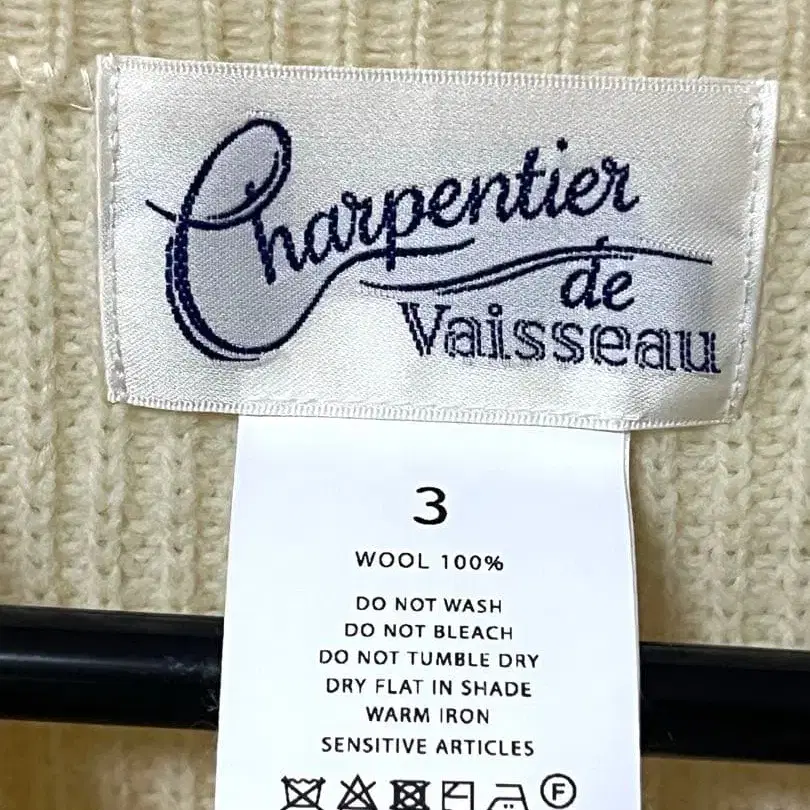 Charpentier
de
Vaisseau
3
WOOL 100%
DO NOT WASH
DO NOT BLEACH
DO NOT TUMBLE DRY
DRY FLAT IN SHADE
WARM IRON
SENSITIVE ARTICLES
F